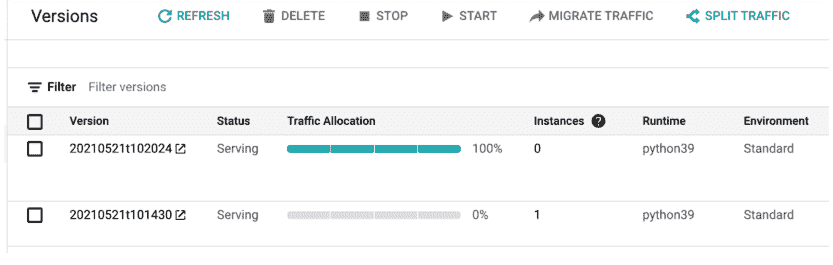 Versions REFRESH DELETE STOP START MIGRATE TRAFFIC SPLIT TRAFFIC
Filter Filter versions
Version Status Traffic Allocation Instances ? Runtime Environment
20210521t102024 Serving 100% 0 python39 Standard
20210521t101430 Serving 0% 1 python39 Standard